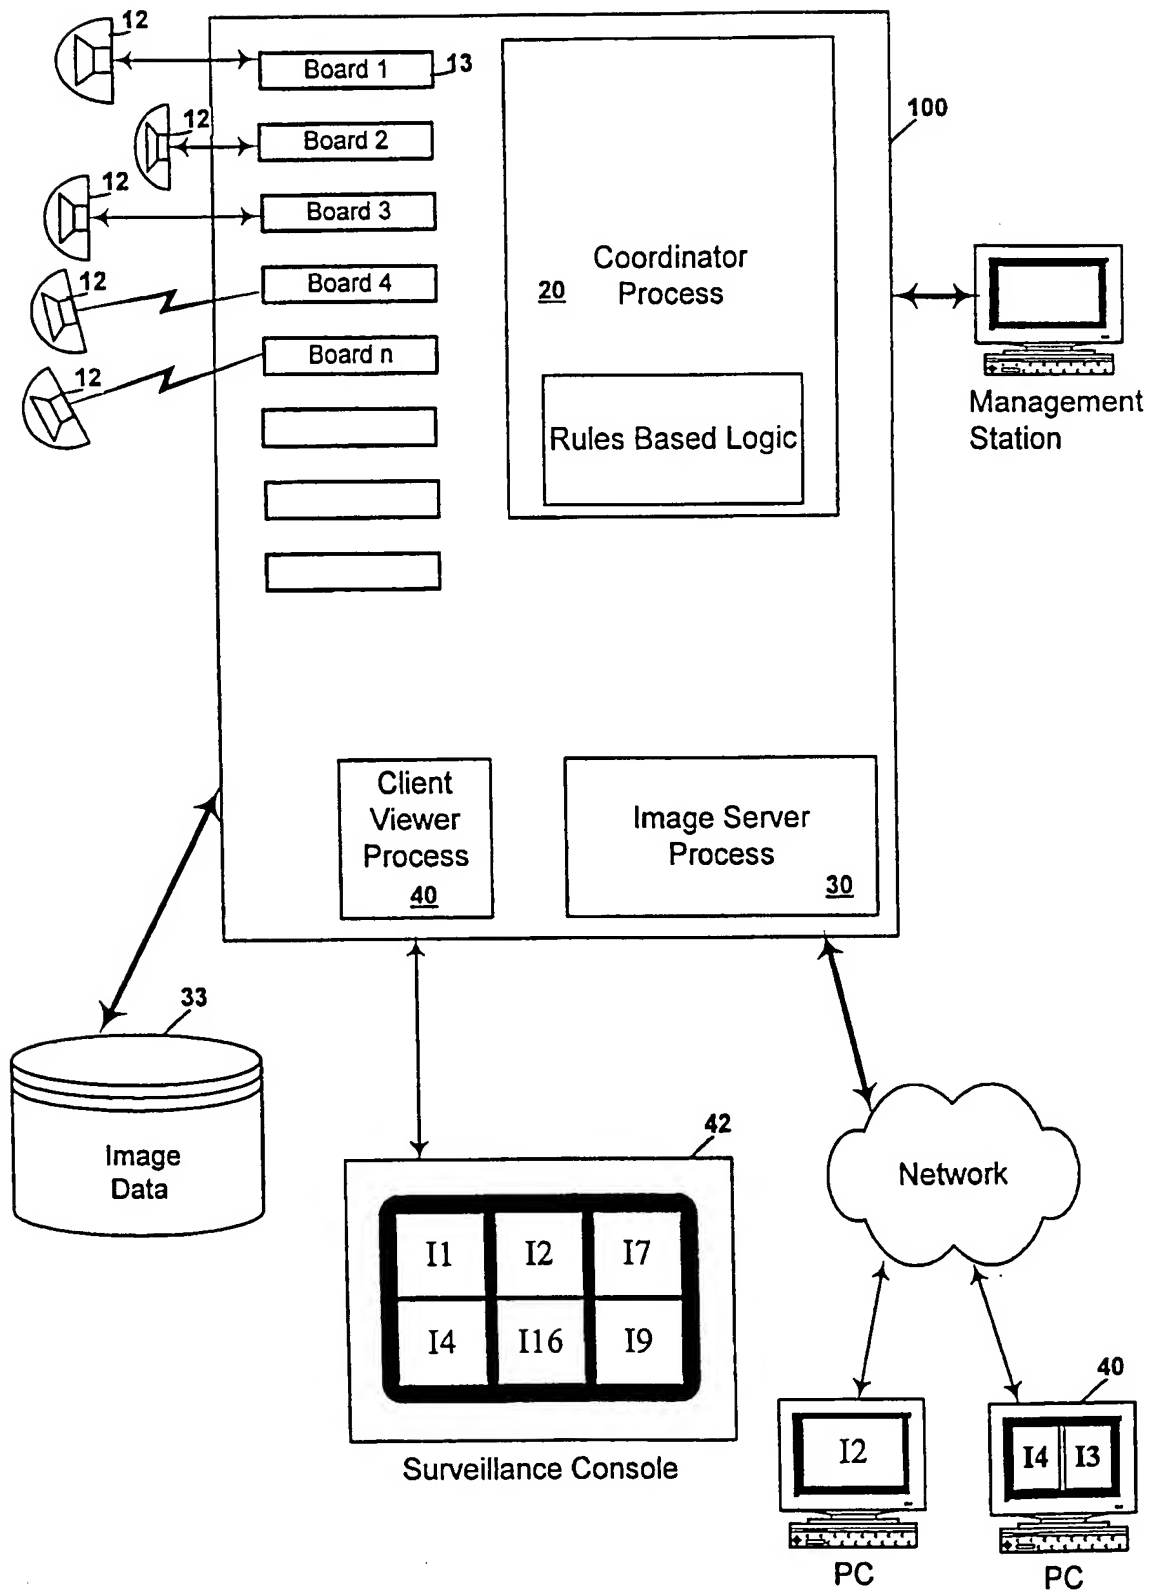 12
Board 1
13
12
Board 2
12
Board 3
12
Board 4
12
Board n
100
Coordinator
Process
20
Rules Based Logic
Management
Station
Client
Viewer
Process
40
Image Server
Process
30
33
Image
Data
42
I1 I2 I7
I4 I16 I9
Surveillance Console
Network
I2
PC
40
I4 I3
PC